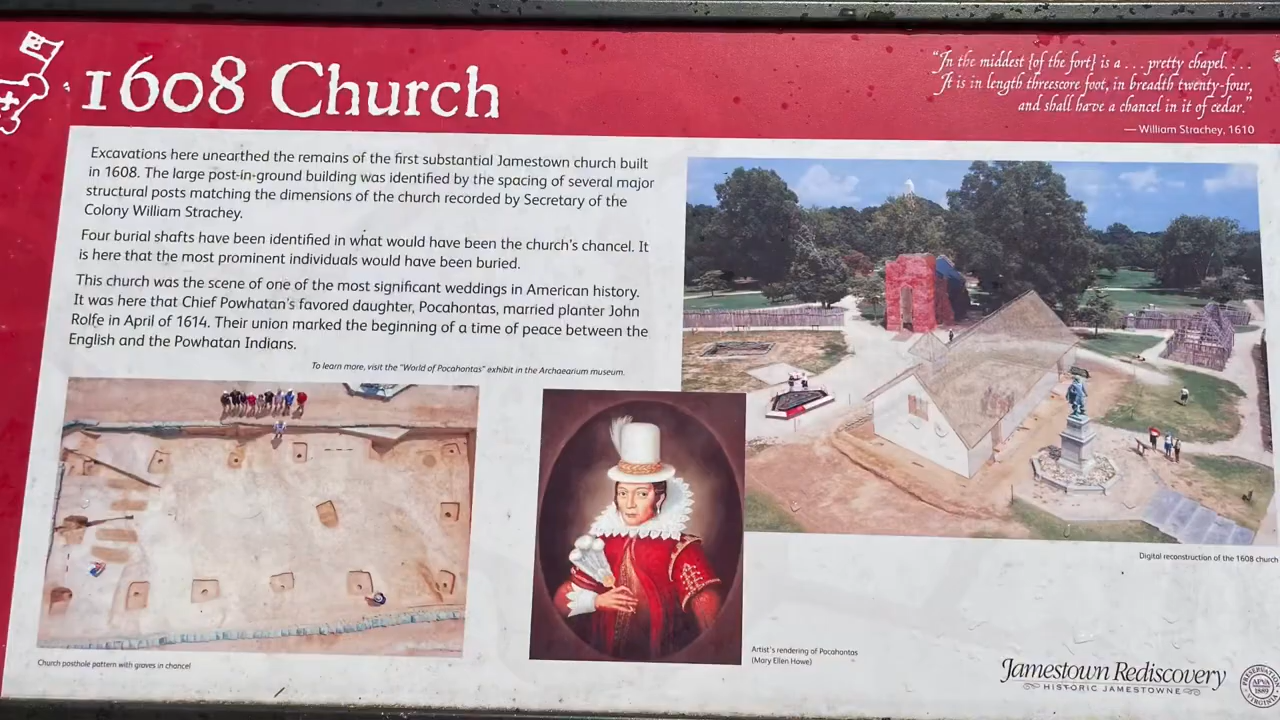 1608 Church
“In the middest {of the fort} is a . . . pretty chapel. . . .
It is in length threescore foot, in breadth twenty-four,
and shall have a chancel in it of cedar.”
— William Strachey, 1610
Excavations here unearthed the remains of the first substantial Jamestown church built
in 1608. The large post-in-ground building was identified by the spacing of several major
structural posts matching the dimensions of the church recorded by Secretary of the
Colony William Strachey.
Four burial shafts have been identified in what would have been the church’s chancel. It
is here that the most prominent individuals would have been buried.
This church was the scene of one of the most significant weddings in American history.
It was here that Chief Powhatan’s favored daughter, Pocahontas, married planter John
Rolfe in April of 1614. Their union marked the beginning of a time of peace between the
English and the Powhatan Indians.
To learn more, visit the “World of Pocahontas” exhibit in the Archaearium museum.
Church posthole pattern with graves in chancel
Artist’s rendering of Pocahontas
(Mary Ellen Howe)
Digital reconstruction of the 1608 church
Jamestown Rediscovery
HISTORIC JAMESTOWNE
APVA
1889